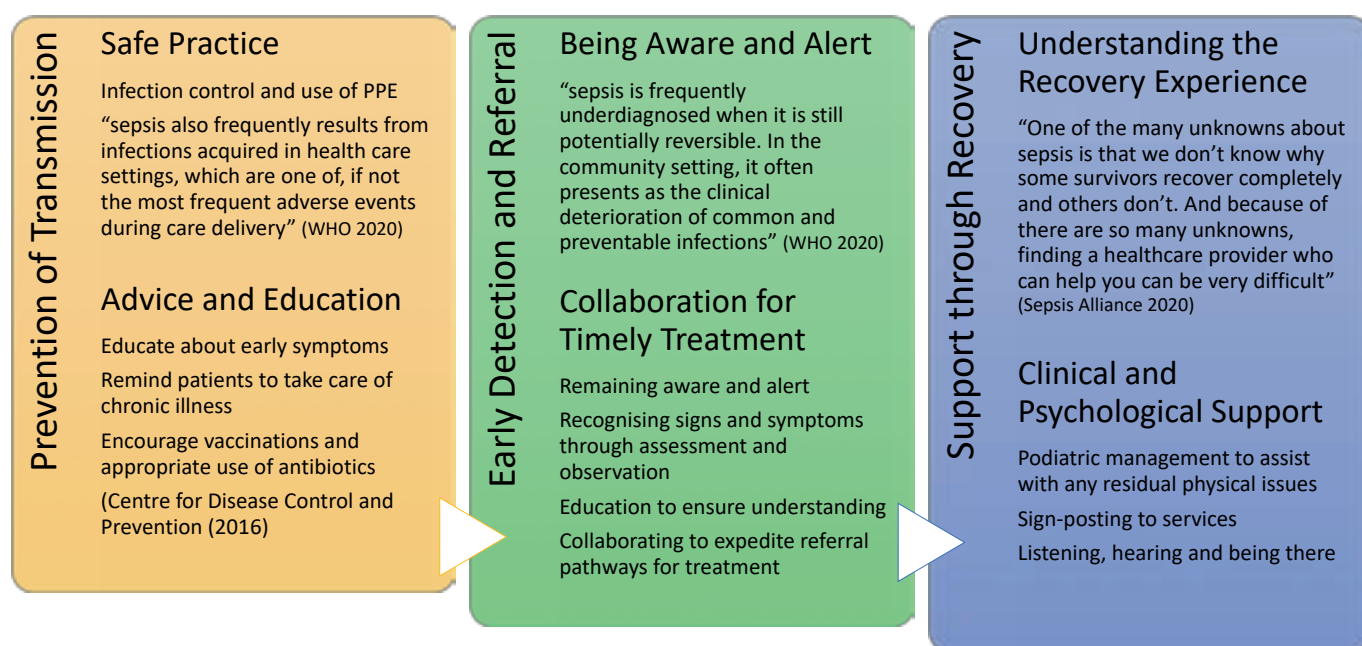 Prevention of Transmission
Safe Practice
Infection control and use of PPE
“sepsis also frequently results from
infections acquired in health care
settings, which are one of, if not
the most frequent adverse events
during care delivery” (WHO 2020)
Advice and Education
Educate about early symptoms
Remind patients to take care of
chronic illness
Encourage vaccinations and
appropriate use of antibiotics
(Centre for Disease Control and
Prevention (2016)
Early Detection and Referral
Being Aware and Alert
“sepsis is frequently
underdiagnosed when it is still
potentially reversible. In the
community setting, it often
presents as the clinical
deterioration of common and
preventable infections” (WHO 2020)
Collaboration for
Timely Treatment
Remaining aware and alert
Recognising signs and symptoms
through assessment and
observation
Education to ensure understanding
Collaborating to expedite referral
pathways for treatment
Support through Recovery
Understanding the
Recovery Experience
“One of the many unknowns about
sepsis is that we don’t know why
some survivors recover completely
and others don’t. And because of
there are so many unknowns,
finding a healthcare provider who
can help you can be very difficult”
(Sepsis Alliance 2020)
Clinical and
Psychological Support
Podiatric management to assist
with any residual physical issues
Sign-posting to services
Listening, hearing and being there